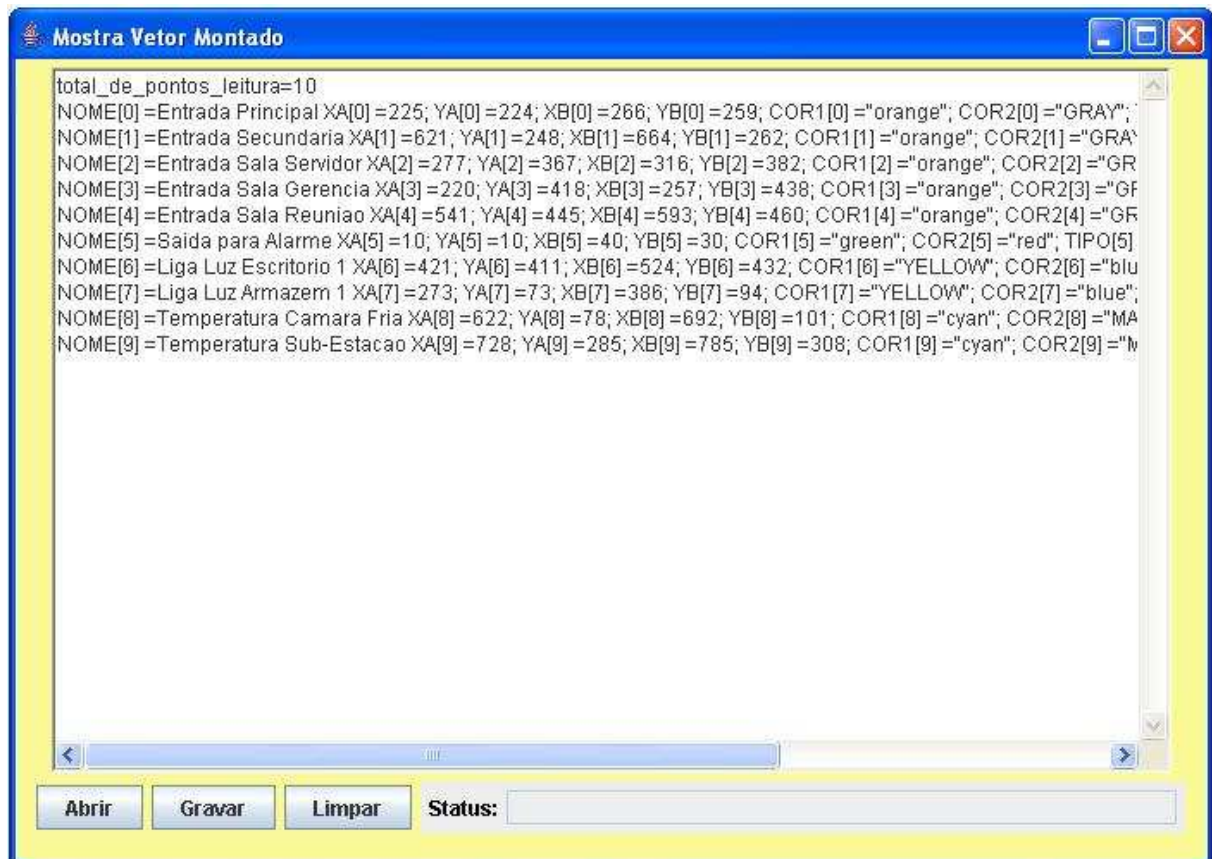 Mostra Vetor Montado
total_de_pontos_leitura=10
NOME[0] =Entrada Principal XA[0] =225; YA[0] =224; XB[0] =266; YB[0] =259; COR1[0] ="orange"; COR2[0] ="GRAY";
NOME[1] =Entrada Secundaria XA[1] =621; YA[1] =248; XB[1] =664; YB[1] =262; COR1[1] ="orange"; COR2[1] ="GRAY
NOME[2] =Entrada Sala Servidor XA[2] =277; YA[2] =367; XB[2] =316; YB[2] =382; COR1[2] ="orange"; COR2[2] ="GR
NOME[3] =Entrada Sala Gerencia XA[3] =220; YA[3] =418; XB[3] =257; YB[3] =438; COR1[3] ="orange"; COR2[3] ="GR
NOME[4] =Entrada Sala Reuniao XA[4] =541; YA[4] =445; XB[4] =593; YB[4] =460; COR1[4] ="orange"; COR2[4] ="GR
NOME[5] =Saida para Alarme XA[5] =10; YA[5] =10; XB[5] =40; YB[5] =30; COR1[5] ="green"; COR2[5] ="red"; TIPO[5]
NOME[6] =Liga Luz Escritorio 1 XA[6] =421; YA[6] =411; XB[6] =524; YB[6] =432; COR1[6] ="YELLOW"; COR2[6] ="blu
NOME[7] =Liga Luz Armazem 1 XA[7] =273; YA[7] =73; XB[7] =386; YB[7] =94; COR1[7] ="YELLOW"; COR2[7] ="blue";
NOME[8] =Temperatura Camara Fria XA[8] =622; YA[8] =78; XB[8] =692; YB[8] =101; COR1[8] ="cyan"; COR2[8] ="MA
NOME[9] =Temperatura Sub-Estacao XA[9] =728; YA[9] =285; XB[9] =785; YB[9] =308; COR1[9] ="cyan"; COR2[9] ="M
Abrir Gravar Limpar Status: